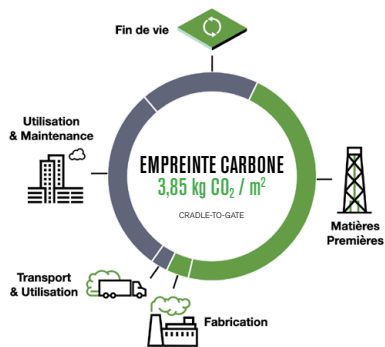 Fin de vie
Utilisation
& Maintenance
EMPREINTE CARBONE
3,85 kg CO₂ / m²
CRADLE-TO-GATE
Matières
Premières
Transport
& Utilisation
Fabrication